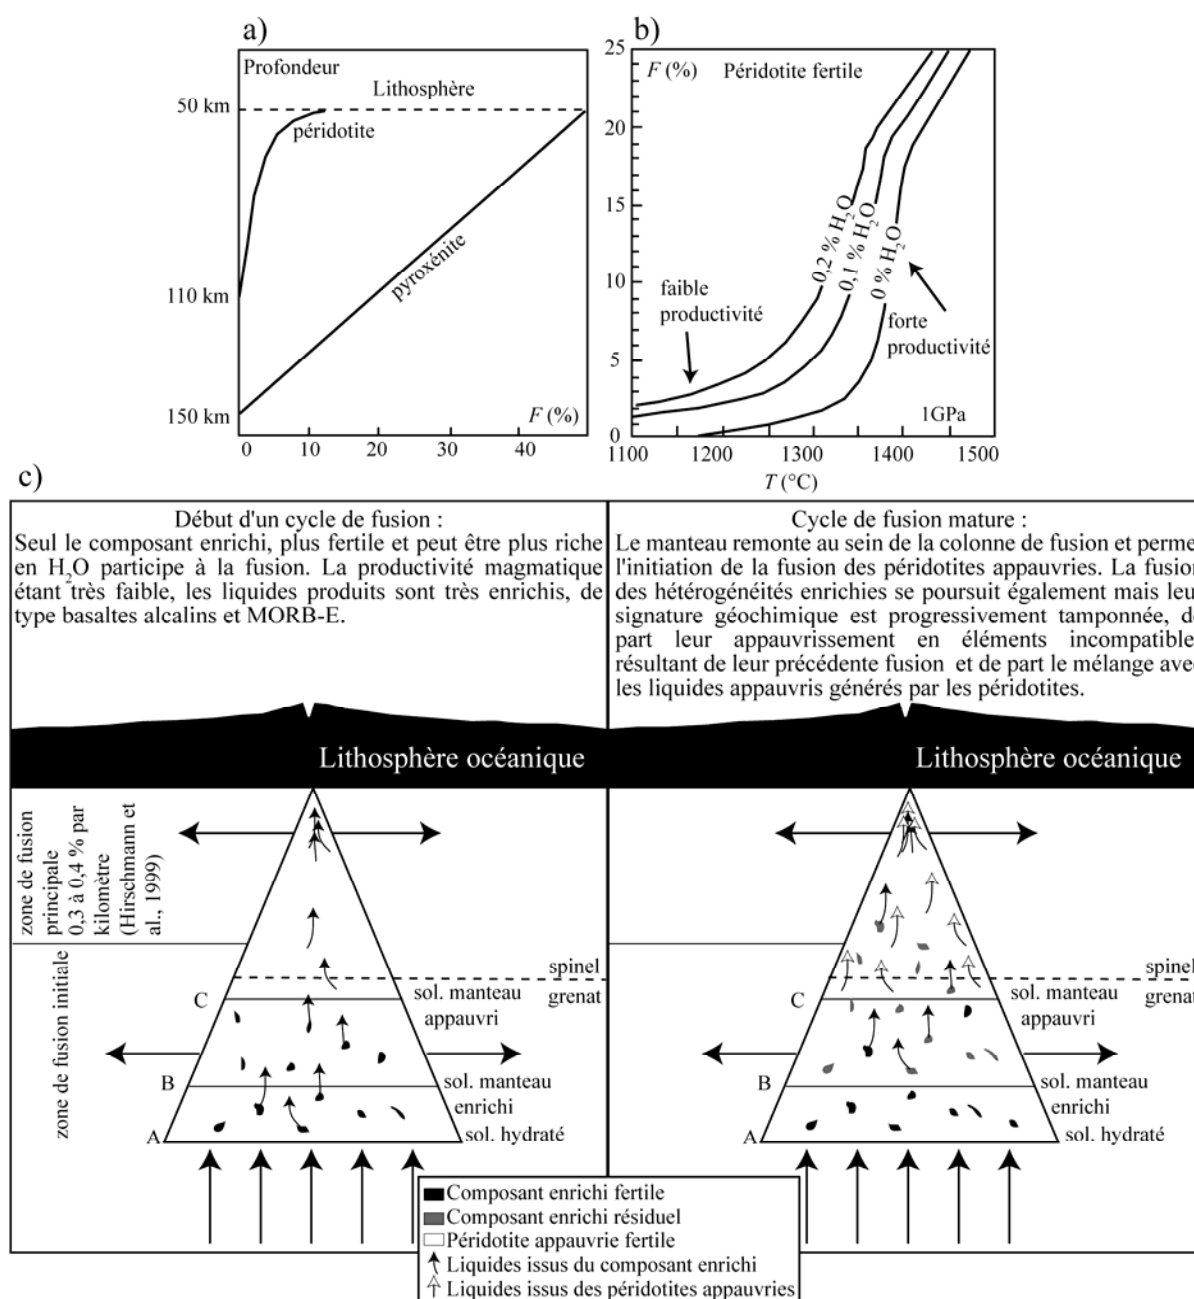 a)
Profondeur
Lithosphère
50 km
péridotite
pyroxénite
110 km
150 km
F (%)
0 10 20 30 40
b)
25
F (%)
Péridotite fertile
20
15
10
5
0
0,2 % H₂O
0,1 % H₂O
0 % H₂O
faible
productivité
forte
productivité
1GPa
1100 1200 1300 1400 1500
T (°C)
c)
Début d'un cycle de fusion :
Seul le composant enrichi, plus fertile et peut être plus riche
en H₂O participe à la fusion. La productivité magmatique
étant très faible, les liquides produits sont très enrichis, de
type basaltes alcalins et MORB-E.
Cycle de fusion mature :
Le manteau remonte au sein de la colonne de fusion et perme
l'initiation de la fusion des péridotites appauvries. La fusion
des hétérogénéités enrichies se poursuit également mais leu
signature géochimique est progressivement tamponnée, de
part leur appauvrissement en éléments incompatible
résultant de leur précédente fusion et de part le mélange ave
les liquides appauvris générés par les péridotites.
Lithosphère océanique
Lithosphère océanique
zone de fusion
principale
0,3 à 0,4 % par
kilomètre
(Hirschmann et
al., 1999)
zone de fusion initiale
spinel
grenat
C
sol. manteau
appauvri
B
sol. manteau
enrichi
A
sol. hydraté
spinel
grenat
C
sol. manteau
appauvri
B
sol. manteau
enrichi
A
sol. hydraté
Composant enrichi fertile
Composant enrichi résiduel
Péridotite appauvrie fertile
Liquides issus du composant enrichi
Liquides issus des péridotites appauvries